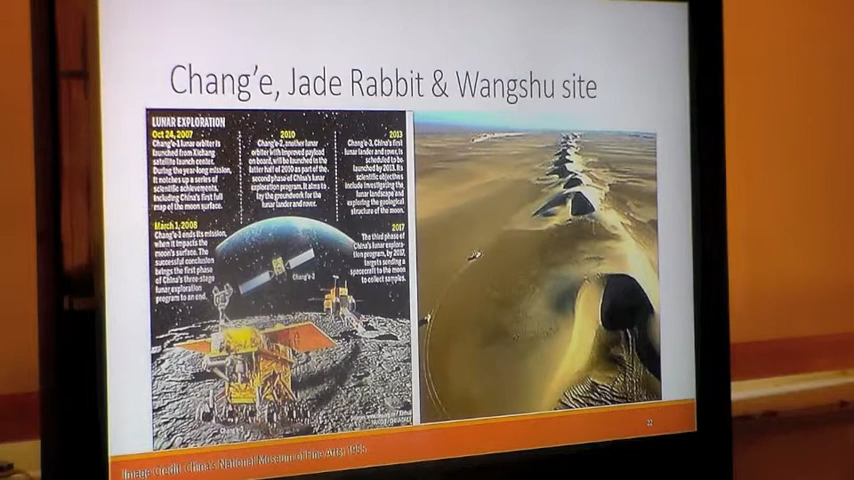 Chang'e, Jade Rabbit & Wangshu site
LUNAR EXPLORATION
Oct 24, 2007
Chang'e-1 lunar orbiter is
launched from Xichang
satellite launch center.
During the year-long mission,
it notches up a series of
scientific achievements,
including China's first full
map of the moon surface.
2010
Chang'e-2, another lunar
orbiter with improved payload
on board, will be launched in the
latter half of 2010 as part of the
second phase of China's lunar
exploration program. It aims to
lay the groundwork for the
lunar lander and rover.
2013
Chang'e-3, China's first
lunar lander and rover, is
scheduled to be
launched by 2013. Its
scientific objectives
include investigating the
lunar landscape and
exploring the geological
structure of the moon.
March 1, 2008
Chang'e-1 ends its mission,
when it impacts the
moon's surface. The
successful conclusion
brings the first phase
of China's three-stage
lunar exploration
program to an end.
2017
The third phase of
China's lunar explora-
tion program, by 2017,
targets sending a
spacecraft to the moon
to collect samples.
Chang'e-2
22
Image Credit China's National Museum of Fine Arts, 1955